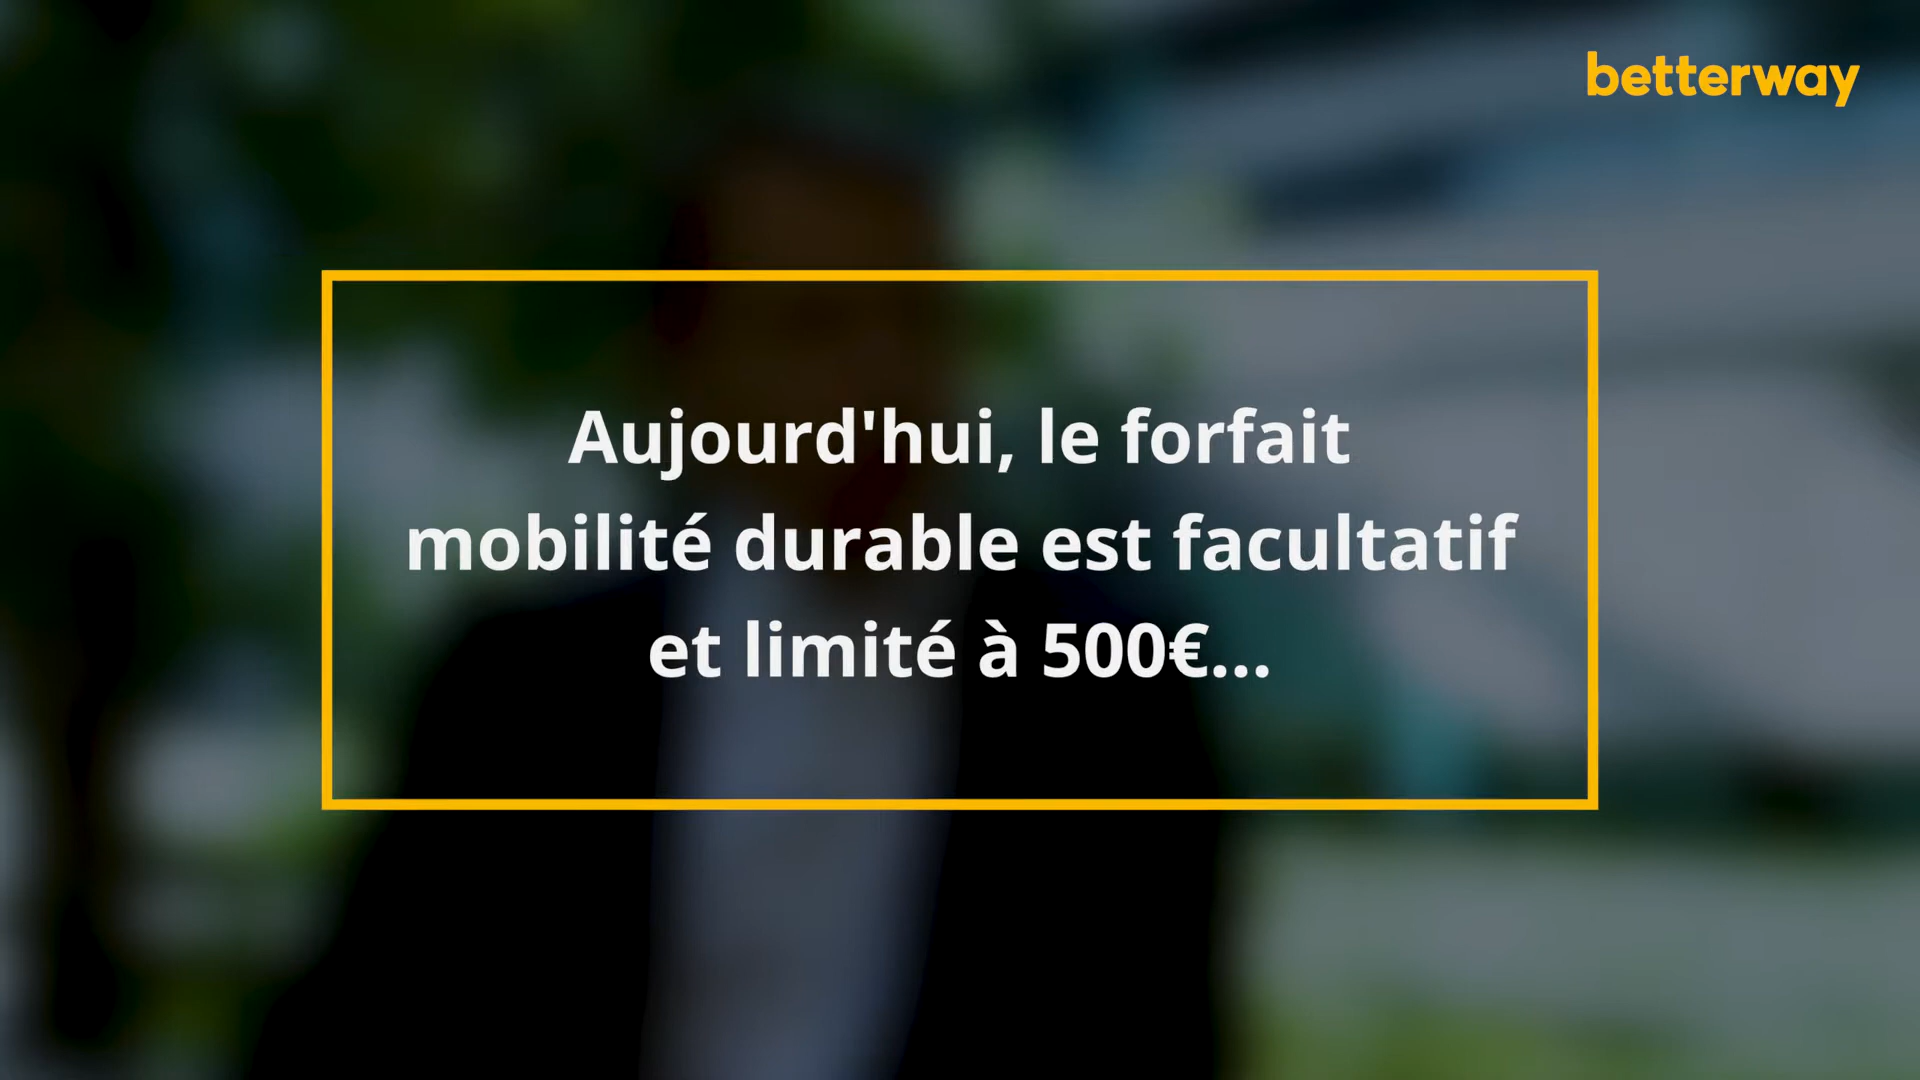 betterway
Aujourd'hui, le forfait
mobilité durable est facultatif
et limité à 500€...